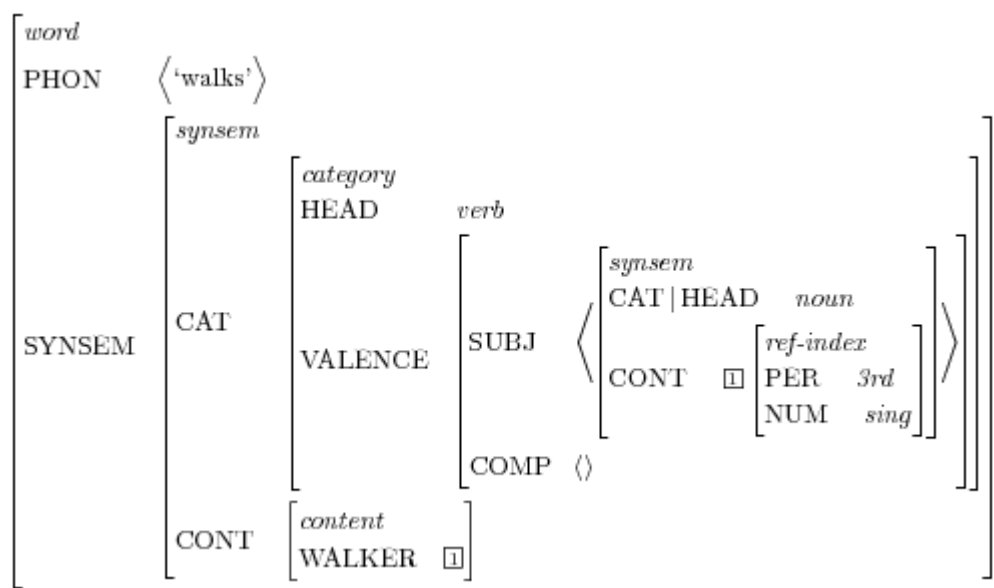 word
PHON ⟨‘walks’⟩
synsem
category
HEAD verb
synsem
CAT | HEAD noun
CAT
SUBJ
ref-index
SYNSEM
VALENCE
CONT 1 PER 3rd
NUM sing
COMP ⟨⟩
content
CONT
WALKER 1